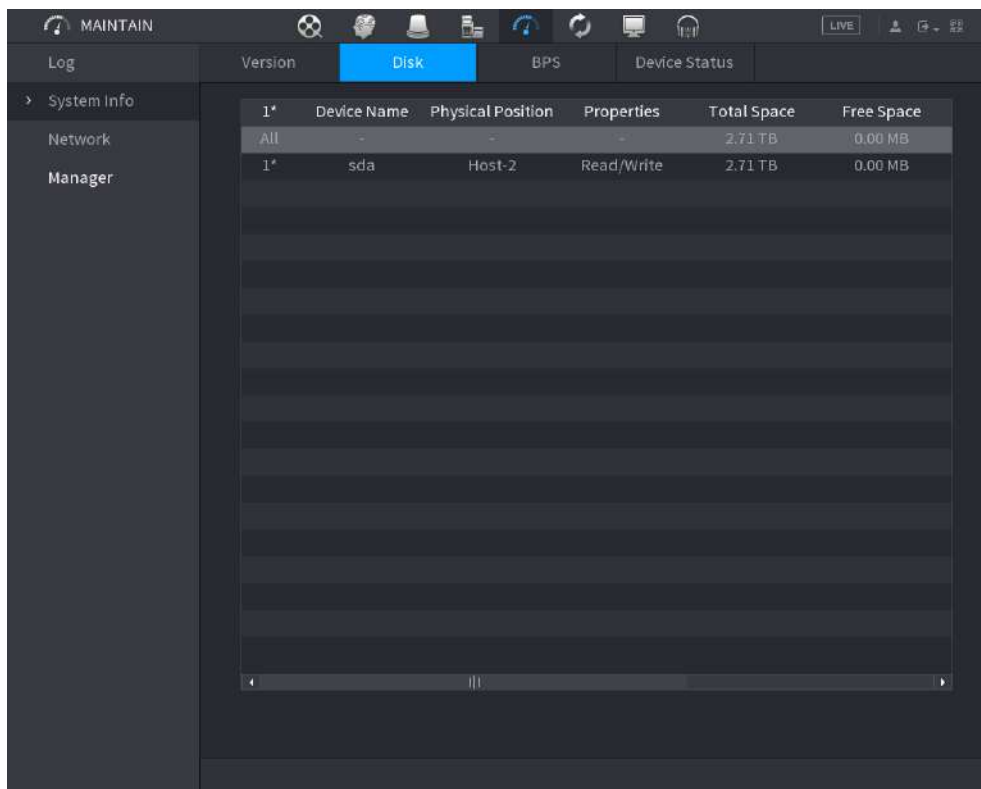 MAINTAIN LIVE
Log Version Disk BPS Device Status
> System Info
1* Device Name Physical Position Properties Total Space Free Space
Network All - - - 2.71 TB 0.00 MB
1* sda Host-2 Read/Write 2.71 TB 0.00 MB
Manager